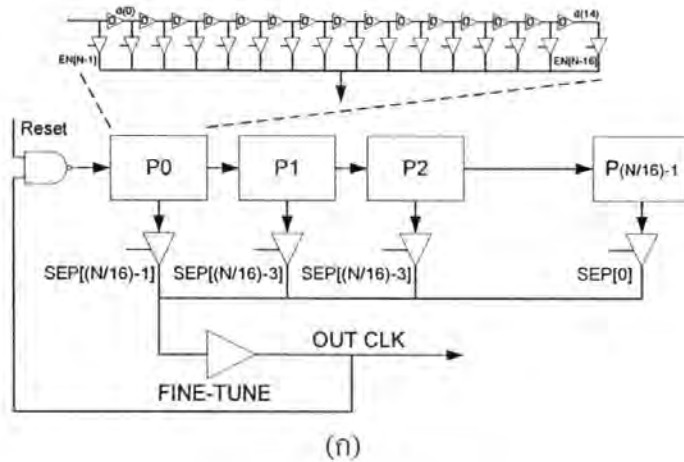 d(0)
d(14)
EN[N-1]
EN[N-16]
Reset
P0
P1
P2
P(N/16)-1
SEP[(N/16)-1]
SEP[(N/16)-3]
SEP[(N/16)-3]
SEP[0]
OUT CLK
FINE-TUNE
(ก)